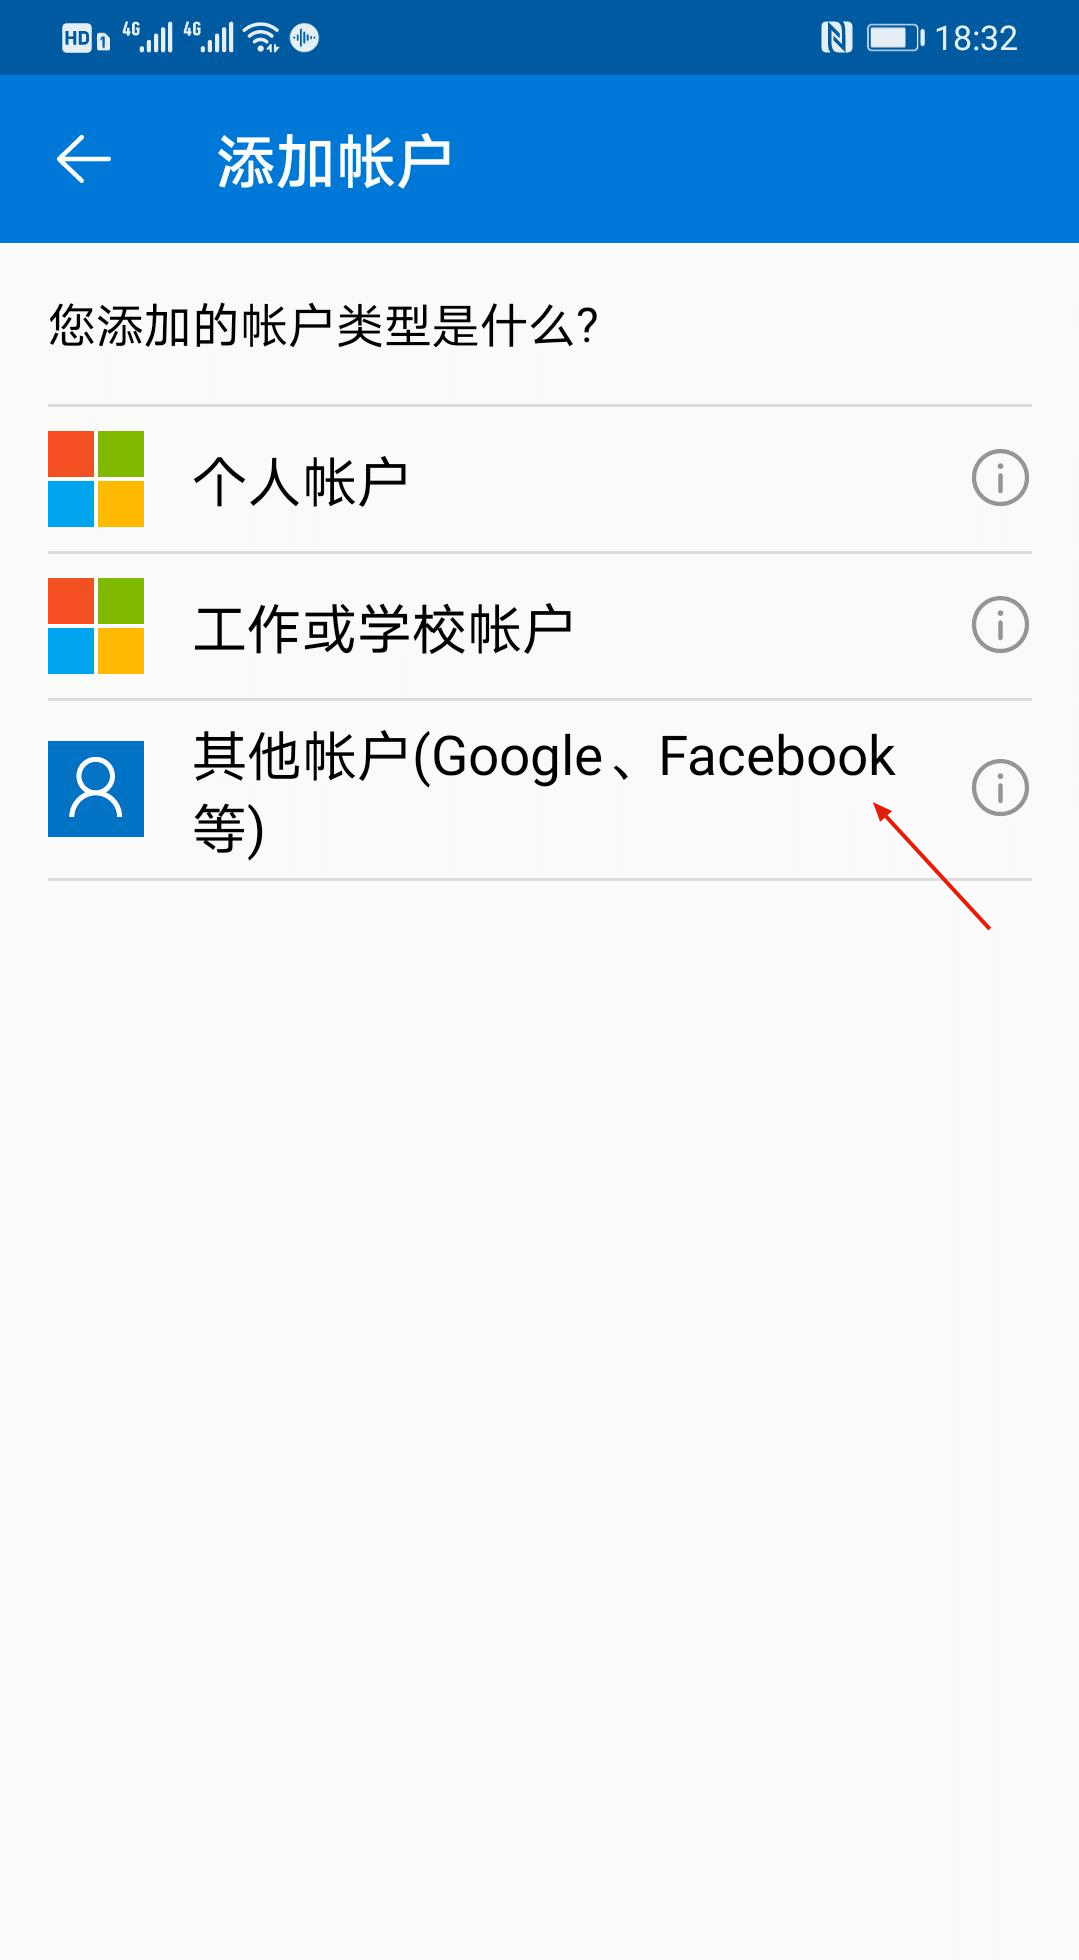 HD 1 4G 4G 18:32
添加帐户
您添加的帐户类型是什么?
个人帐户
工作或学校帐户
其他帐户(Google、Facebook
等)